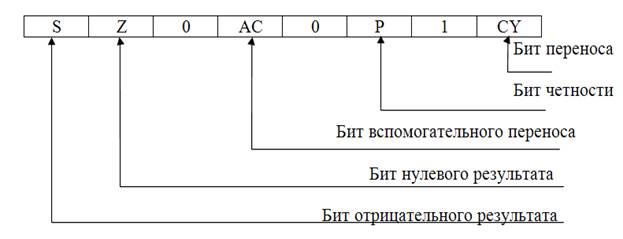 S Z 0 AC 0 P 1 CY
Бит переноса
Бит четности
Бит вспомогательного переноса
Бит нулевого результата
Бит отрицательного результата